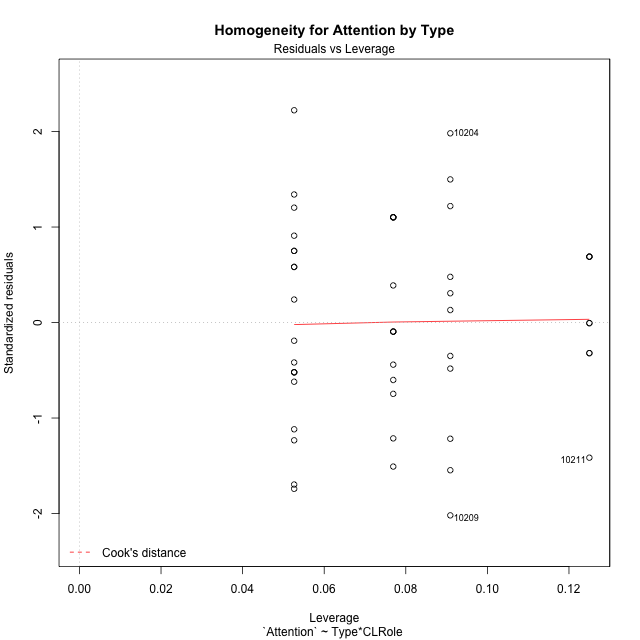 Homogeneity for Attention by Type
Residuals vs Leverage
2
1
0
-1
-2
Standardized residuals
10204
10211
10209
Cook's distance
0.00 0.02 0.04 0.06 0.08 0.10 0.12
Leverage
`Attention` ~ Type*CLRole